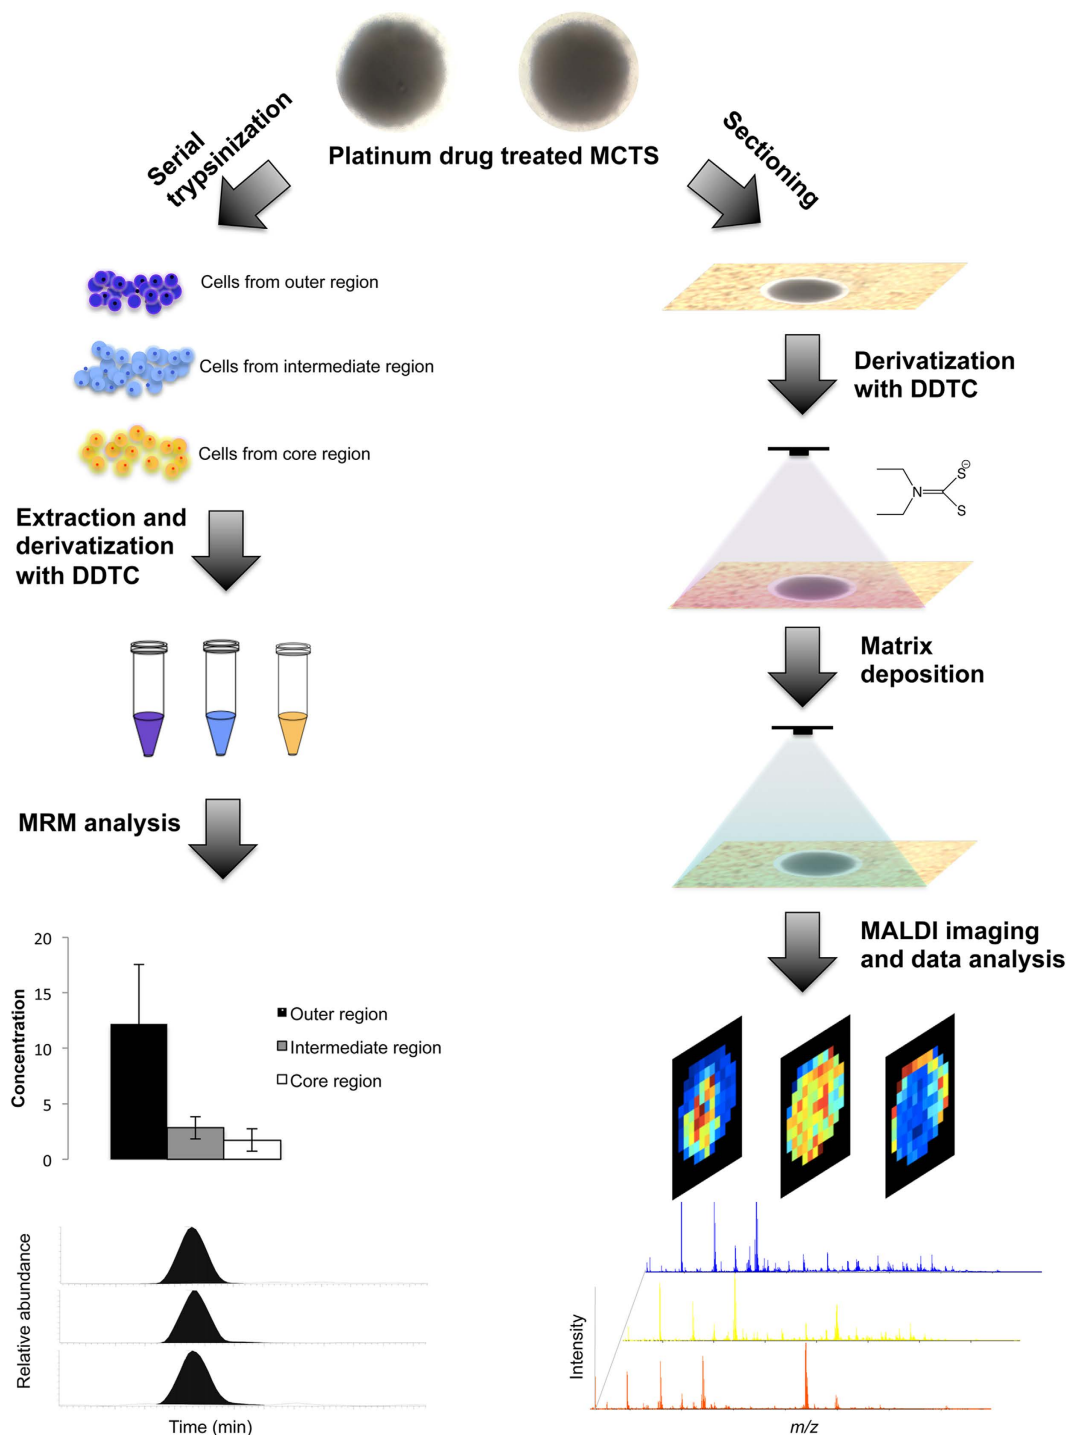 Platinum drug treated MCTS
Serial
trypsinization
Cells from outer region
Cells from intermediate region
Cells from core region
Extraction and
derivatization
with DDTC
MRM analysis
20
15
10
5
0
Concentration
Outer region
Intermediate region
Core region
Relative abundance
Time (min)
Sectioning
Derivatization
with DDTC
N
S
⊖
S
Matrix
deposition
MALDI imaging
and data analysis
Intensity
m/z